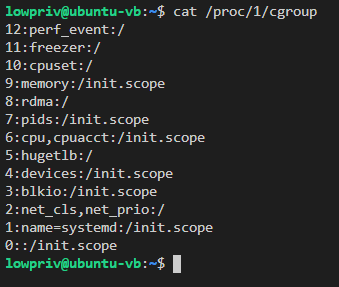 lowpriv@ubuntu-vb:~$ cat /proc/1/cgroup
12:perf_event:/
11:freezer:/
10:cpuset:/
9:memory:/init.scope
8:rdma:/
7:pids:/init.scope
6:cpu,cpuacct:/init.scope
5:hugetlb:/
4:devices:/init.scope
3:blkio:/init.scope
2:net_cls,net_prio:/
1:name=systemd:/init.scope
0::/init.scope
lowpriv@ubuntu-vb:~$